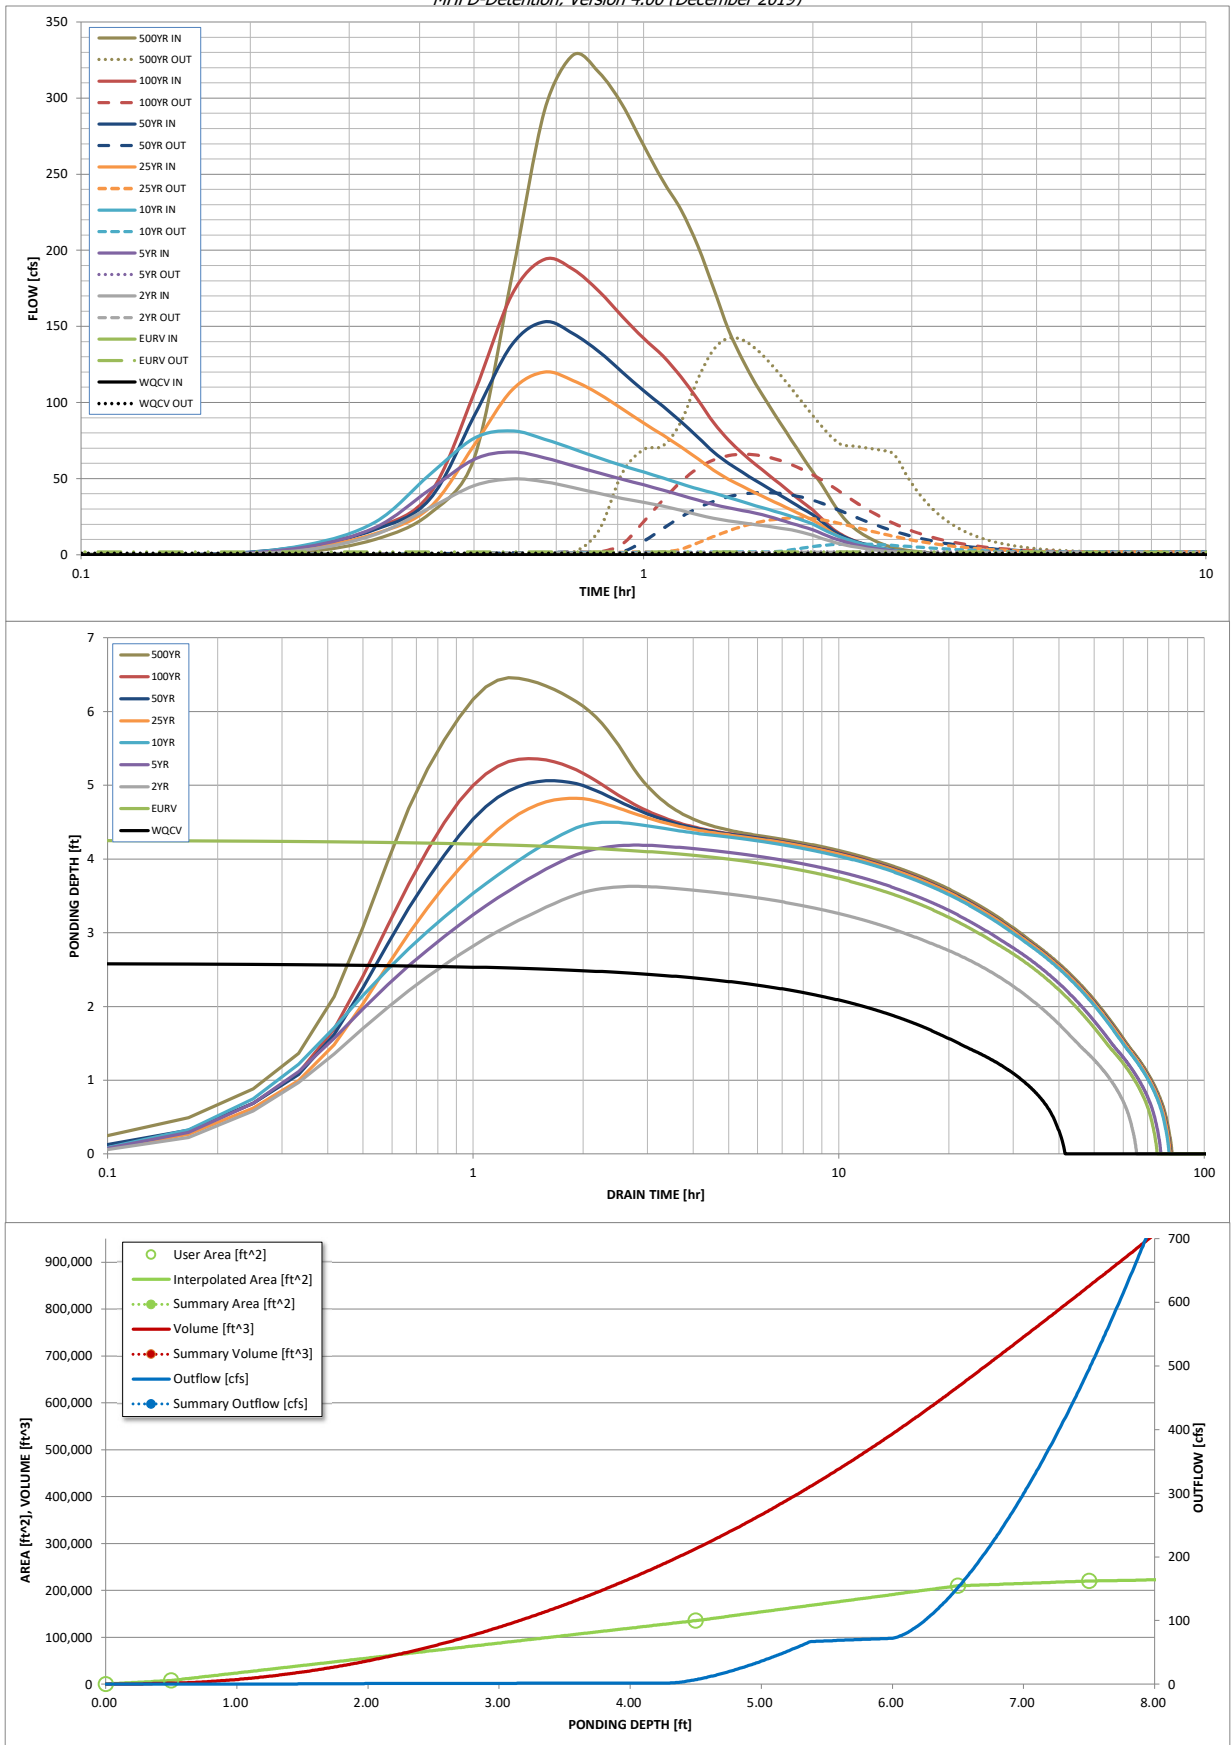 MHFD-Detention, Version 4.00 (December 2019)
350
300
250
200
150
100
50
0
FLOW [cfs]
500YR IN
500YR OUT
100YR IN
100YR OUT
50YR IN
50YR OUT
25YR IN
25YR OUT
10YR IN
10YR OUT
5YR IN
5YR OUT
2YR IN
2YR OUT
EURV IN
EURV OUT
WQCV IN
WQCV OUT
0.1 1 10
TIME [hr]
7
6
5
4
3
2
1
0
PONDING DEPTH [ft]
500YR
100YR
50YR
25YR
10YR
5YR
2YR
EURV
WQCV
0.1 1 10 100
DRAIN TIME [hr]
900,000
800,000
700,000
600,000
500,000
400,000
300,000
200,000
100,000
0
AREA [ft^2], VOLUME [ft^3]
User Area [ft^2]
Interpolated Area [ft^2]
Summary Area [ft^2]
Volume [ft^3]
Summary Volume [ft^3]
Outflow [cfs]
Summary Outflow [cfs]
700
600
500
400
300
200
100
0
OUTFLOW [cfs]
0.00 1.00 2.00 3.00 4.00 5.00 6.00 7.00 8.00
PONDING DEPTH [ft]